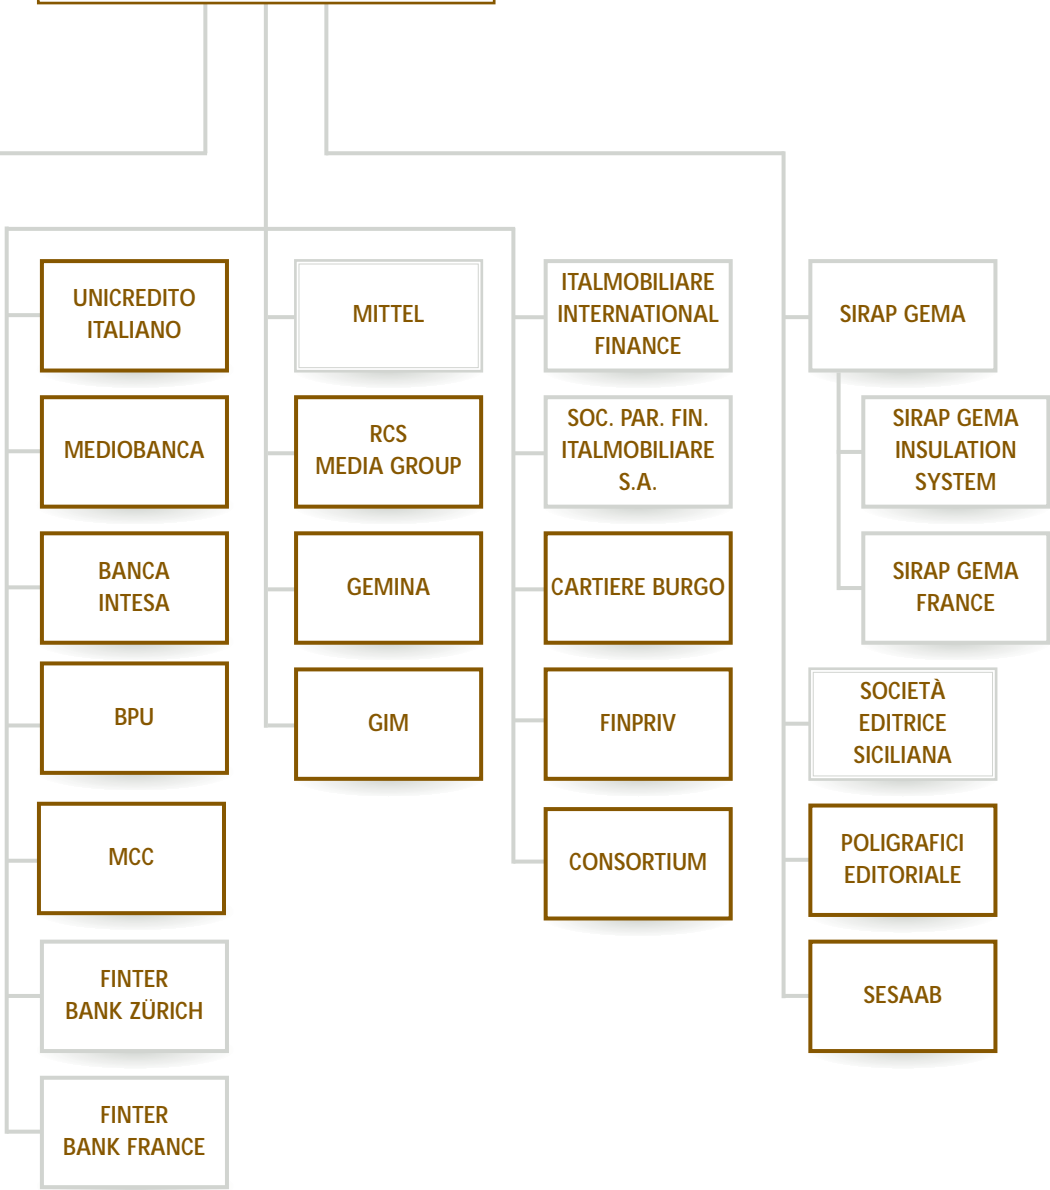 UNICREDITO
ITALIANO
MEDIOBANCA
BANCA
INTESA
BPU
MCC
FINTER
BANK ZÜRICH
FINTER
BANK FRANCE
MITTEL
RCS
MEDIA GROUP
GEMINA
GIM
ITALMOBILIARE
INTERNATIONAL
FINANCE
SOC. PAR. FIN.
ITALMOBILIARE
S.A.
CARTIERE BURGO
FINPRIV
CONSORTIUM
SIRAP GEMA
SIRAP GEMA
INSULATION
SYSTEM
SIRAP GEMA
FRANCE
SOCIETÀ
EDITRICE
SICILIANA
POLIGRAFICI
EDITORIALE
SESAAB